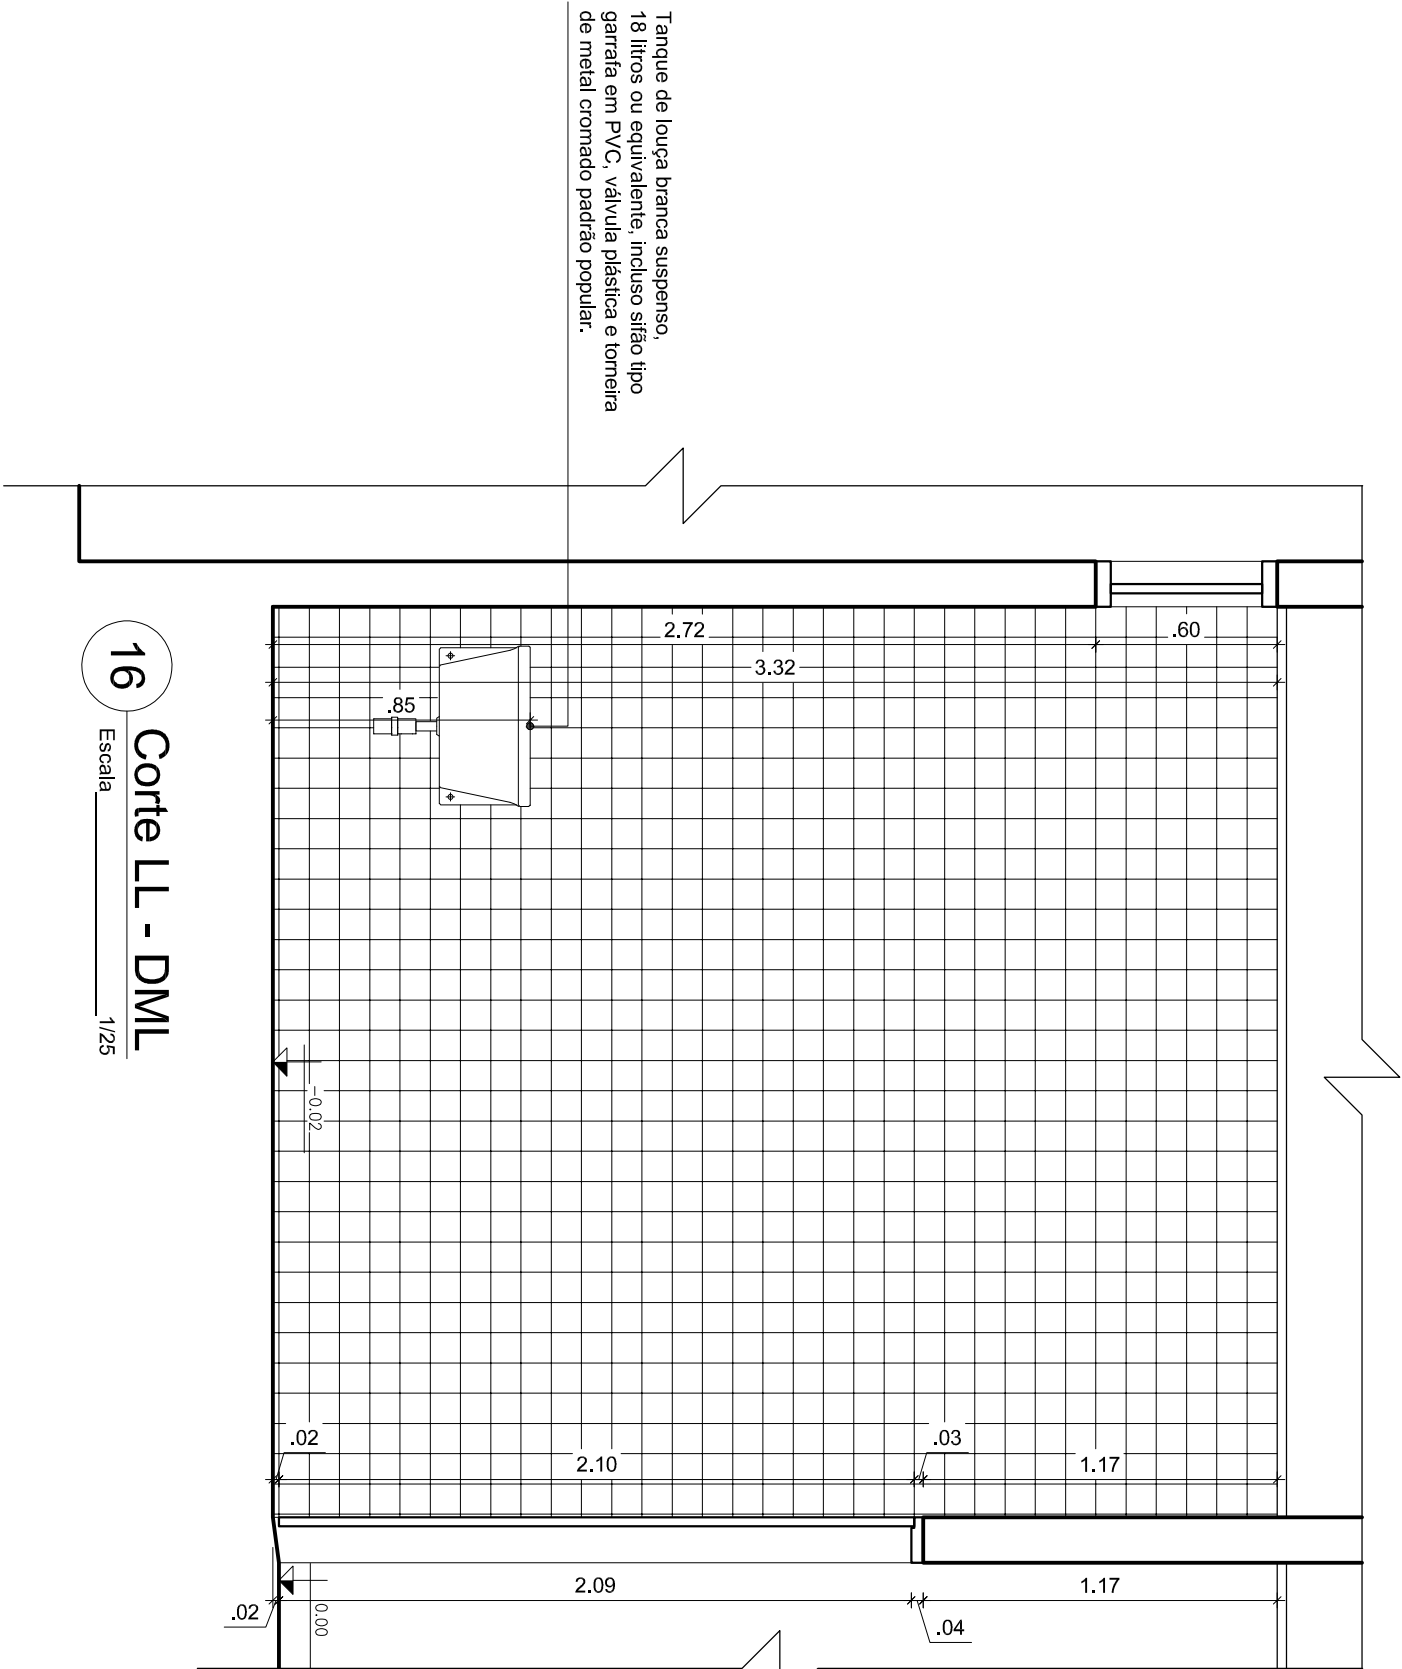 Tanque de louça branca suspenso,
18 litros ou equivalente, incluso sifão tipo
garrafa em PVC, válvula plástica e torneira
de metal cromado padrão popular.
2.72
.60
3.32
.85
-0.02
.02
2.10
.03
1.17
2.09
1.17
.02
0.00
.04
16
Corte LL - DML
Escala 1/25